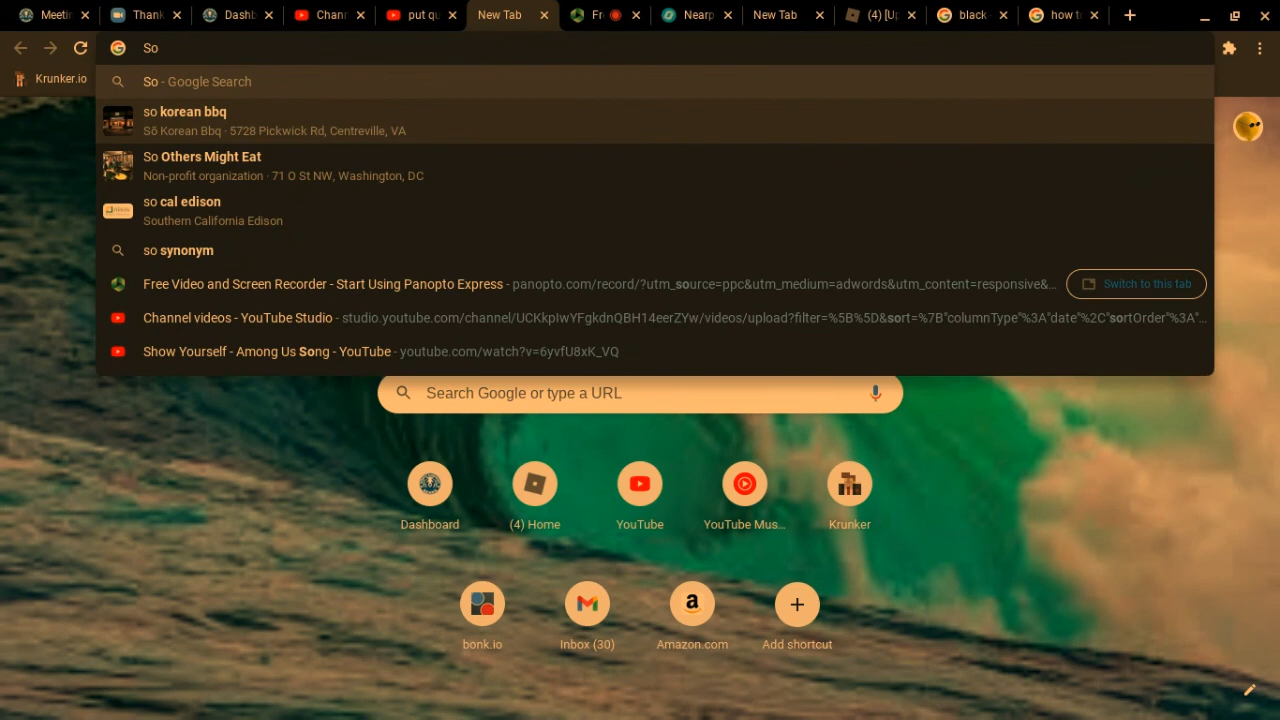 Meetin
Thank
Dashb
Chann
put qu
New Tab
Fr
Nearp
New Tab
(4) [Up
black
how to
So
Krunker.io
So - Google Search
so korean bbq
Sō Korean Bbq · 5728 Pickwick Rd, Centreville, VA
So Others Might Eat
Non-profit organization · 71 O St NW, Washington, DC
so cal edison
Southern California Edison
so synonym
Free Video and Screen Recorder - Start Using Panopto Express - panopto.com/record/?utm_source=ppc&utm_medium=adwords&utm_content=responsive&...
Switch to this tab
Channel videos - YouTube Studio - studio.youtube.com/channel/UCKkpIwYFgkdnQBH14eerZYw/videos/upload?filter=%5B%5D&sort=%7B"columnType"%3A"date"%2C"sortOrder"%3A"...
Show Yourself - Among Us Song - YouTube - youtube.com/watch?v=6yvfU8xK_VQ
Search Google or type a URL
Dashboard
(4) Home
YouTube
YouTube Mus...
Krunker
bonk.io
Inbox (30)
Amazon.com
Add shortcut